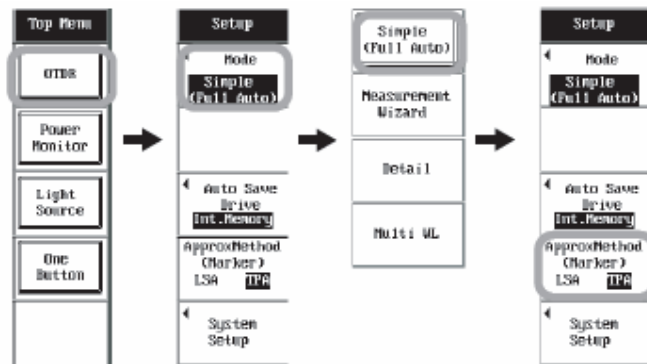 Top Menu
OTDR
Power
Monitor
Light
Source
One
Button
Setup
Mode
Simple
(Full Auto)
Auto Save
Drive
Int.Memory
ApproxMethod
(Marker)
LSA TPA
System
Setup
Simple
(Full Auto)
Measurement
Wizard
Detail
Multi WL
Setup
Mode
Simple
(Full Auto)
Auto Save
Drive
Int.Memory
ApproxMethod
(Marker)
LSA TPA
System
Setup